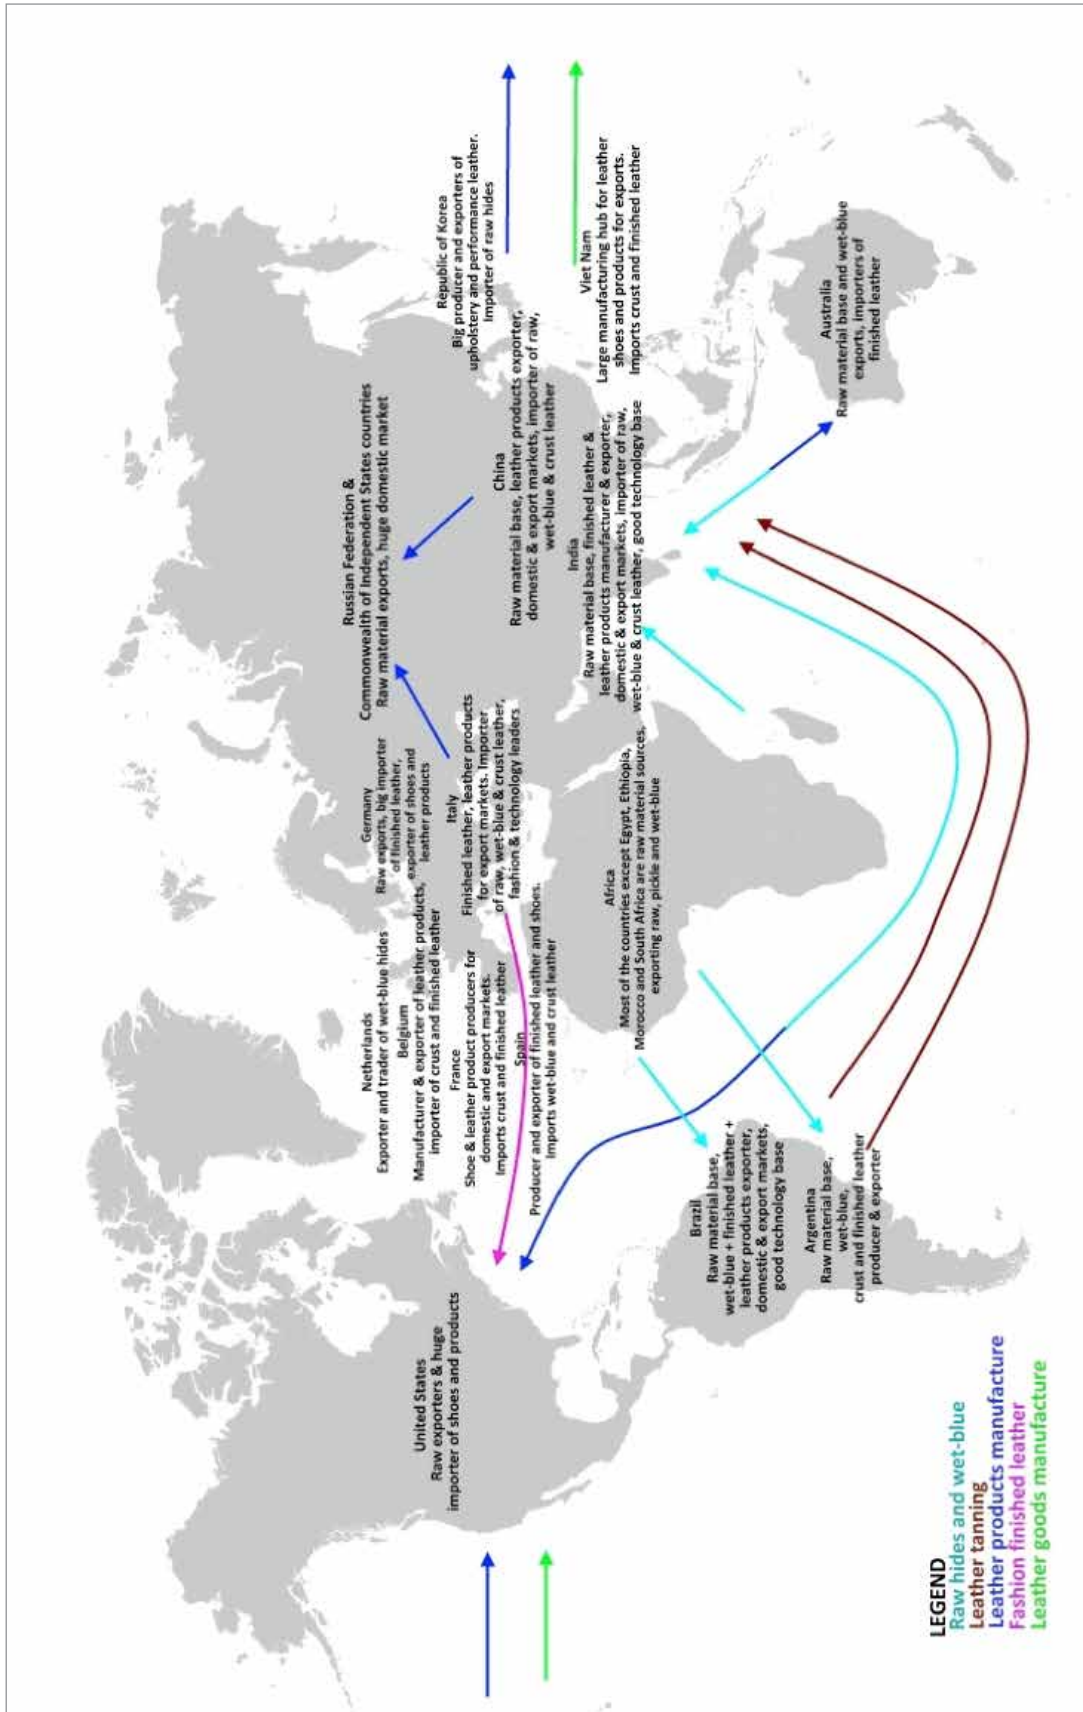 United States
Raw exporters & huge
importer of shoes and products
Netherlands
Exporter and trader of wet-blue hides
Belgium
Manufacturer & exporter of leather products,
importer of crust and finished leather
France
Shoe & leather product producers for
domestic and export markets.
Imports crust and finished leather
Spain
Producer and exporter of finished leather and shoes.
Imports wet-blue and crust leather
Germany
Raw exports, big importer
of finished leather,
exporter of shoes and
leather products
Italy
Finished leather, leather products
for export markets. Importer
of raw, wet-blue & crust leather,
fashion & technology leaders
Russian Federation &
Commonwealth of Independent States countries
Raw material exports, huge domestic market
Republic of Korea
Big producer and exporters of
upholstery and performance leather.
Importer of raw hides
China
Raw material base, leather products exporter,
domestic & export markets, importer of raw,
wet-blue & crust leather
India
Raw material base, finished leather &
leather products manufacturer & exporter,
domestic & export markets, importer of raw,
wet-blue & crust leather, good technology base
Viet Nam
Large manufacturing hub for leather
shoes and products for exports.
Imports crust and finished leather
Africa
Most of the countries except Egypt, Ethiopia,
Morocco and South Africa are raw material sources,
exporting raw, pickle and wet-blue
Brazil
Raw material base,
wet-blue + finished leather +
leather products exporter,
domestic & export markets,
good technology base
Argentina
Raw material base,
wet-blue,
crust and finished leather
producer & exporter
Australia
Raw material base and wet-blue
exports, importers of
finished leather
LEGEND
Raw hides and wet-blue
Leather tanning
Leather products manufacture
Fashion finished leather
Leather goods manufacture